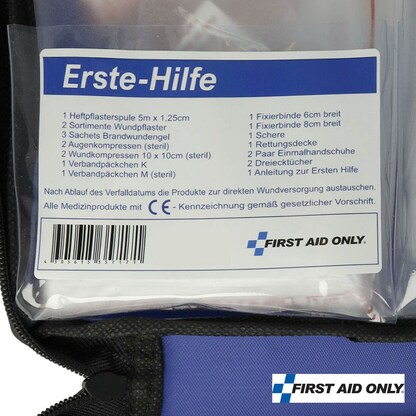 Erste-Hilfe
1 Heftpflasterspule 5m x 1,25cm
2 Sortimente Wundpflaster
3 Sachets Brandwundengel
2 Augenkompressen (steril)
2 Wundkompressen 10 x 10cm (steril)
1 Verbandpäckchen K
1 Verbandpäckchen M (steril)
1 Fixierbinde 6cm breit
1 Fixierbinde 8cm breit
1 Schere
1 Rettungsdecke
2 Paar Einmalhandschuhe
2 Dreiecktücher
1 Anleitung zur Ersten Hilfe
Nach Ablauf des Verfalldatums die Produkte zur direkten Wundversorgung austauschen.
Alle Medizinprodukte mit CE - Kennzeichnung gemäß gesetzlicher Vorschrift.
FIRST AID ONLY
FIRST AID ONLY